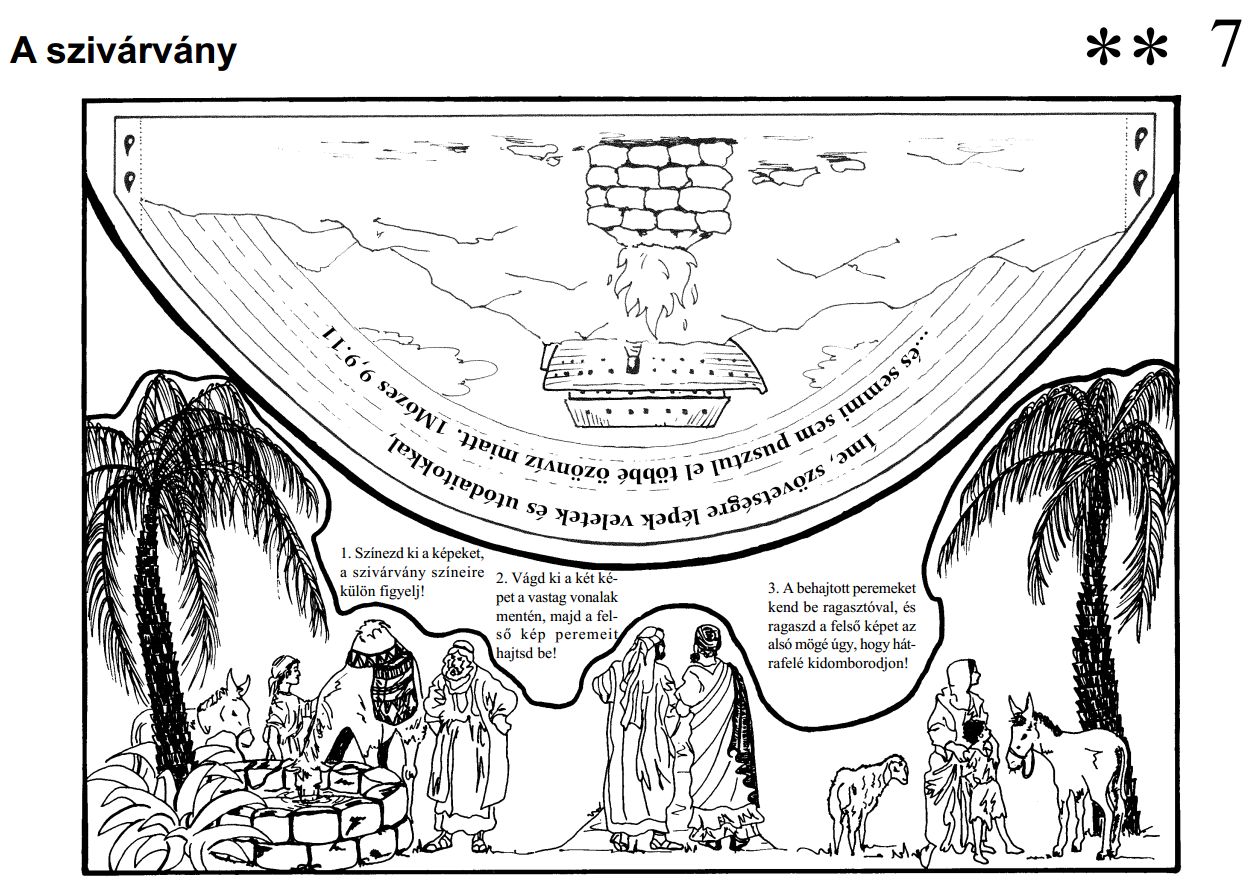 A szivárvány
** 7
Íme, szövetségre lépek veletek és utódaitokkal,
...és semmi sem pusztul el többé özönvíz miatt. 1Mózes 9,9-11
1. Színezd ki a képeket,
a szivárvány színeire
külön figyelj!
2. Vágd ki a két ké-
pet a vastag vonalak
mentén, majd a fel-
ső kép peremeit
hajtsd be!
3. A behajtott peremeket
kend be ragasztóval, és
ragaszd a felső képet az
alsó mögé úgy, hogy hát-
rafelé kidomborodjon!